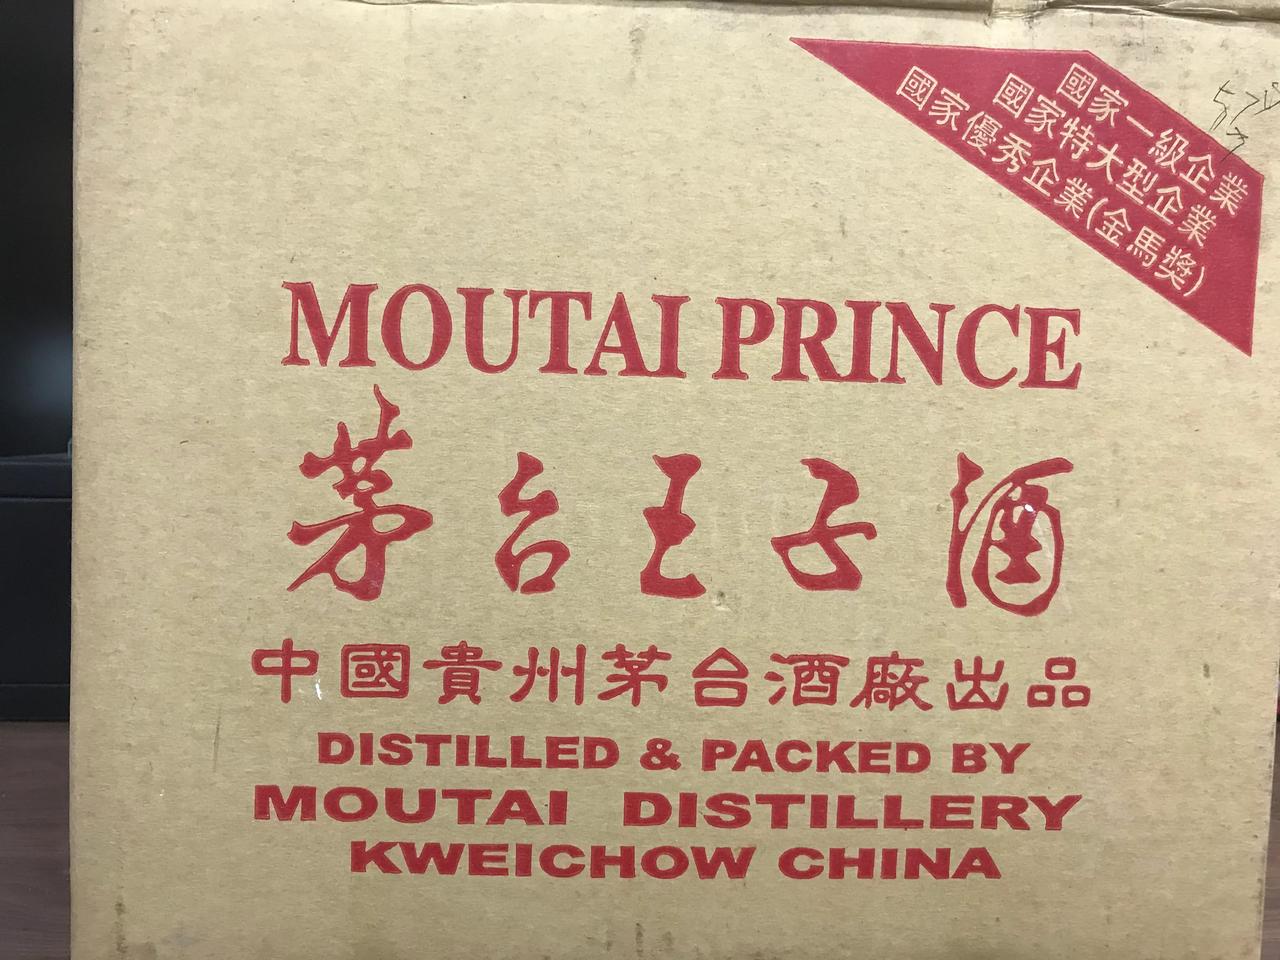 國家一級企業
國家特大型企業
國家優秀企業(金馬獎)
MOUTAI PRINCE
茅台王子酒
中國貴州茅台酒廠出品
DISTILLED & PACKED BY
MOUTAI DISTILLERY
KWEICHOW CHINA